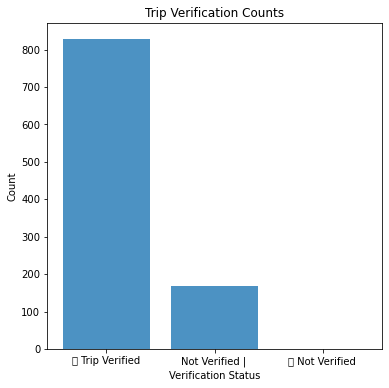 Trip Verification Counts
800
700
600
500
400
300
200
100
0
Count
Trip Verified
Not Verified |
Not Verified
Verification Status